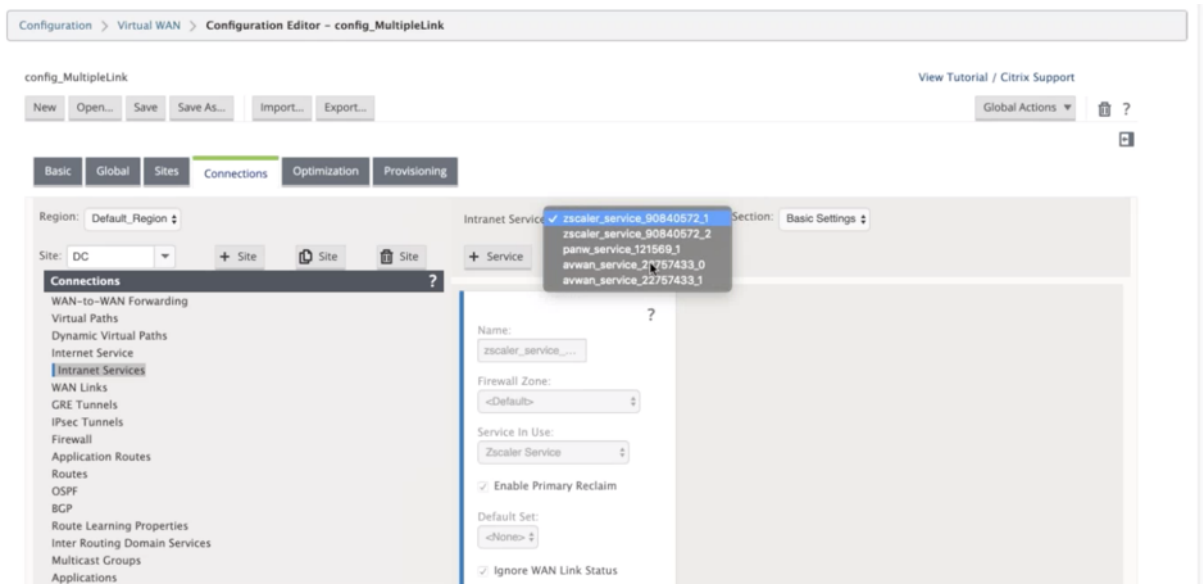 Configuration > Virtual WAN > Configuration Editor – config_MultipleLink
config_MultipleLink
View Tutorial / Citrix Support
New Open... Save Save As... Import... Export... Global Actions ?
Basic Global Sites Connections Optimization Provisioning
Region: Default_Region
Site: DC + Site Site Site
Connections ?
WAN-to-WAN Forwarding
Virtual Paths
Dynamic Virtual Paths
Internet Service
Intranet Services
WAN Links
GRE Tunnels
IPsec Tunnels
Firewall
Application Routes
Routes
OSPF
BGP
Route Learning Properties
Inter Routing Domain Services
Multicast Groups
Applications
Intranet Service ✓ zscaler_service_90840572_1 Section: Basic Settings
zscaler_service_90840572_2
panw_service_121569_1
avwan_service_22757433_0
avwan_service_22757433_1
+ Service
?
Name:
zscaler_service_...
Firewall Zone:
<Default>
Service In Use:
Zscaler Service
Enable Primary Reclaim
Default Set:
<None>
Ignore WAN Link Status